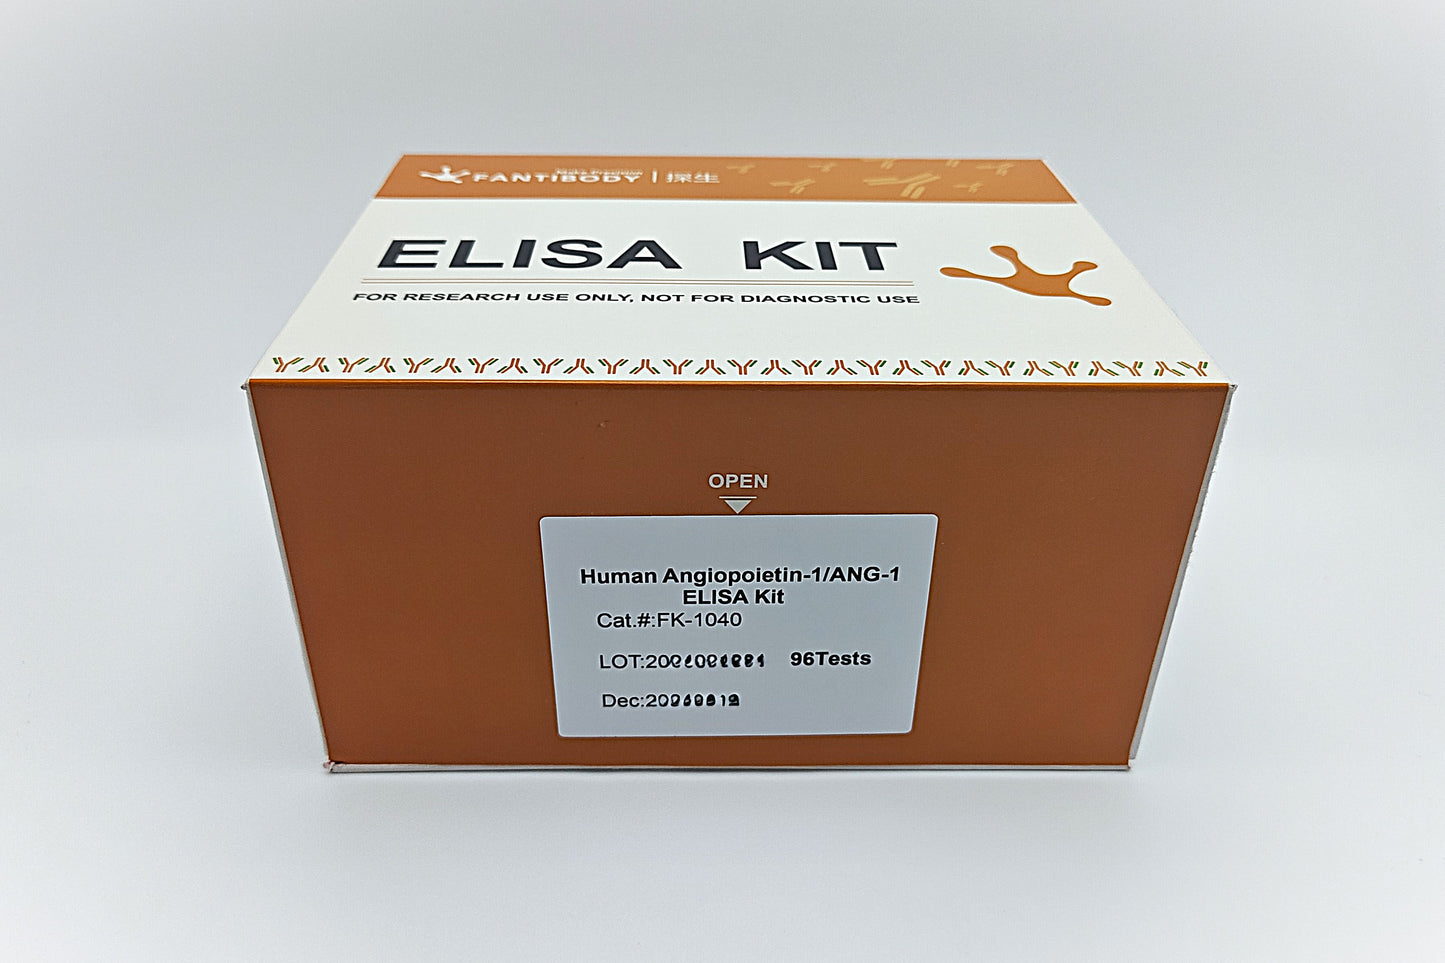 FANTIBODY | 探生
ELISA KIT
FOR RESEARCH USE ONLY, NOT FOR DIAGNOSTIC USE
OPEN
Human Angiopoietin-1/ANG-1
ELISA Kit
Cat.#:FK-1040
96Tests